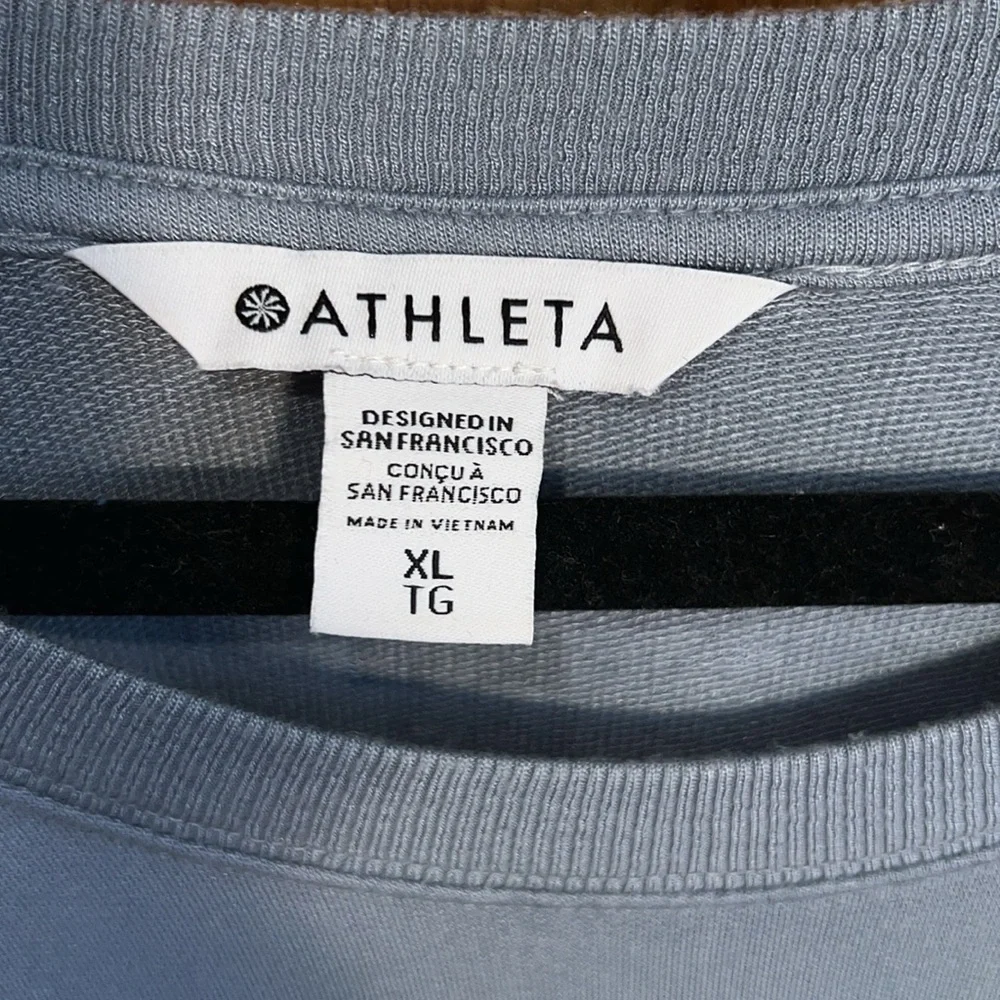 ATHLETA
DESIGNED IN
SAN FRANCISCO
CONÇU À
SAN FRANCISCO
MADE IN VIETNAM
XL
TG